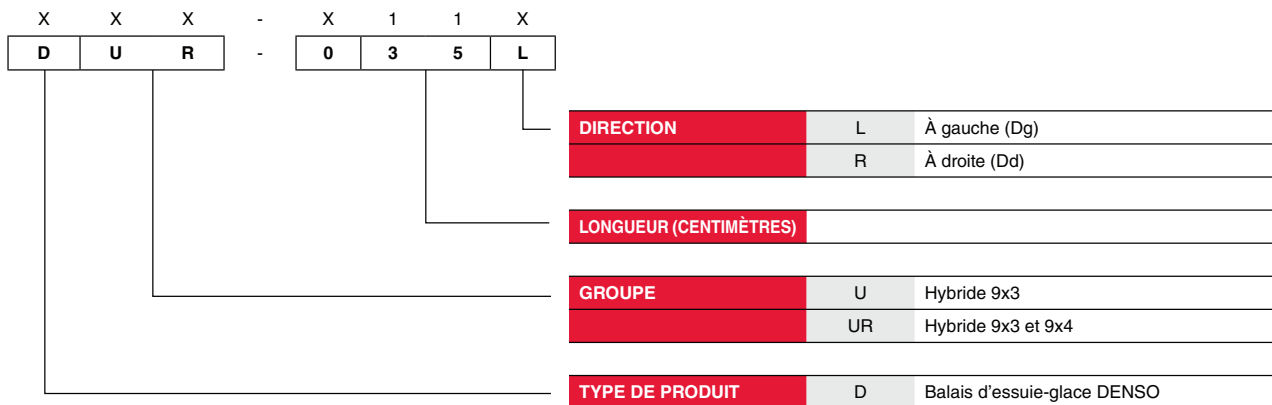 X X X - X 1 1 X
D U R - 0 3 5 L
DIRECTION L À gauche (Dg)
R À droite (Dd)
LONGUEUR (CENTIMÈTRES)
GROUPE U Hybride 9x3
UR Hybride 9x3 et 9x4
TYPE DE PRODUIT D Balais d'essuie-glace DENSO